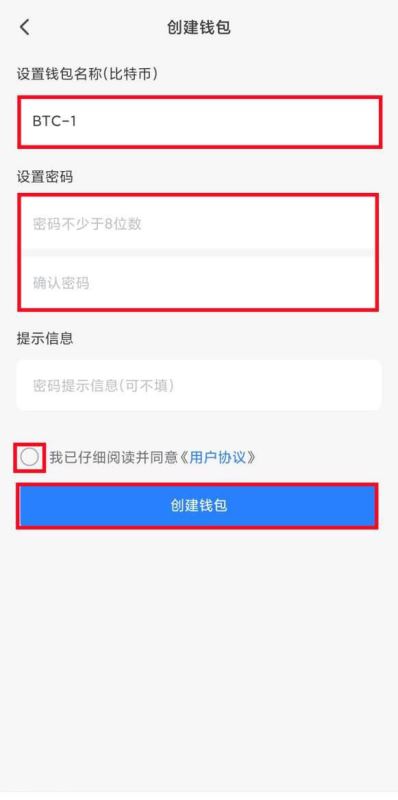 创建钱包
设置钱包名称(比特币)
BTC-1
设置密码
密码不少于8位数
确认密码
提示信息
密码提示信息(可不填)
我已仔细阅读并同意《用户协议》
创建钱包